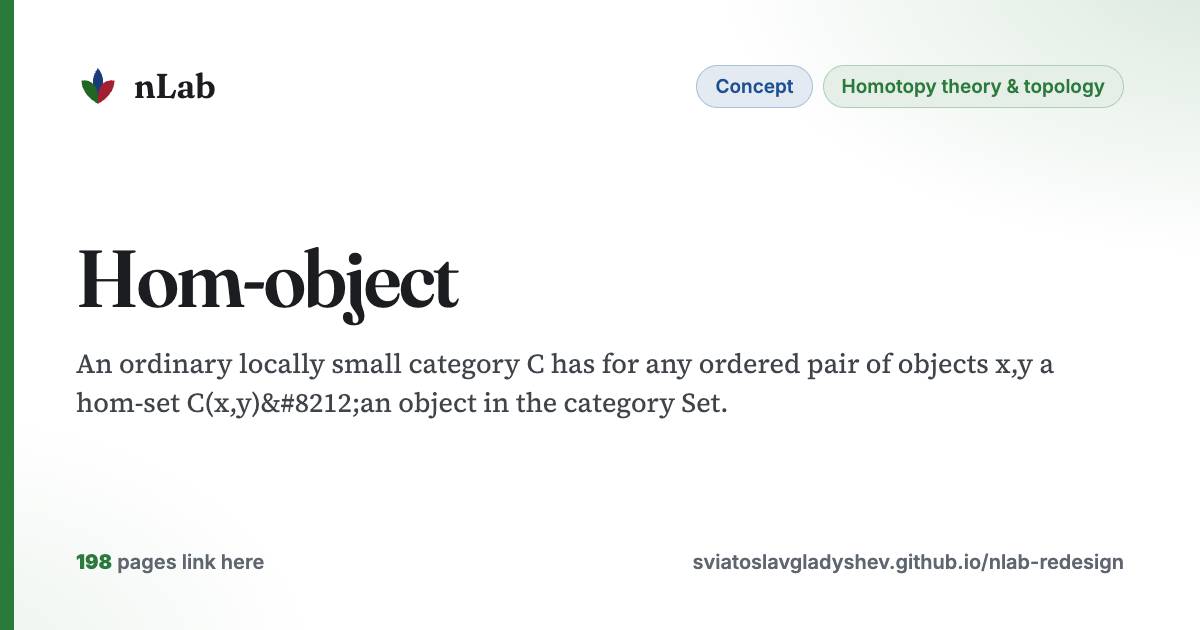 nLab
Concept
Homotopy theory & topology
Hom-object
An ordinary locally small category C has for any ordered pair of objects x,y a
hom-set C(x,y)&#8212;an object in the category Set.
198 pages link here
sviatoslavgladyshev.github.io/nlab-redesign